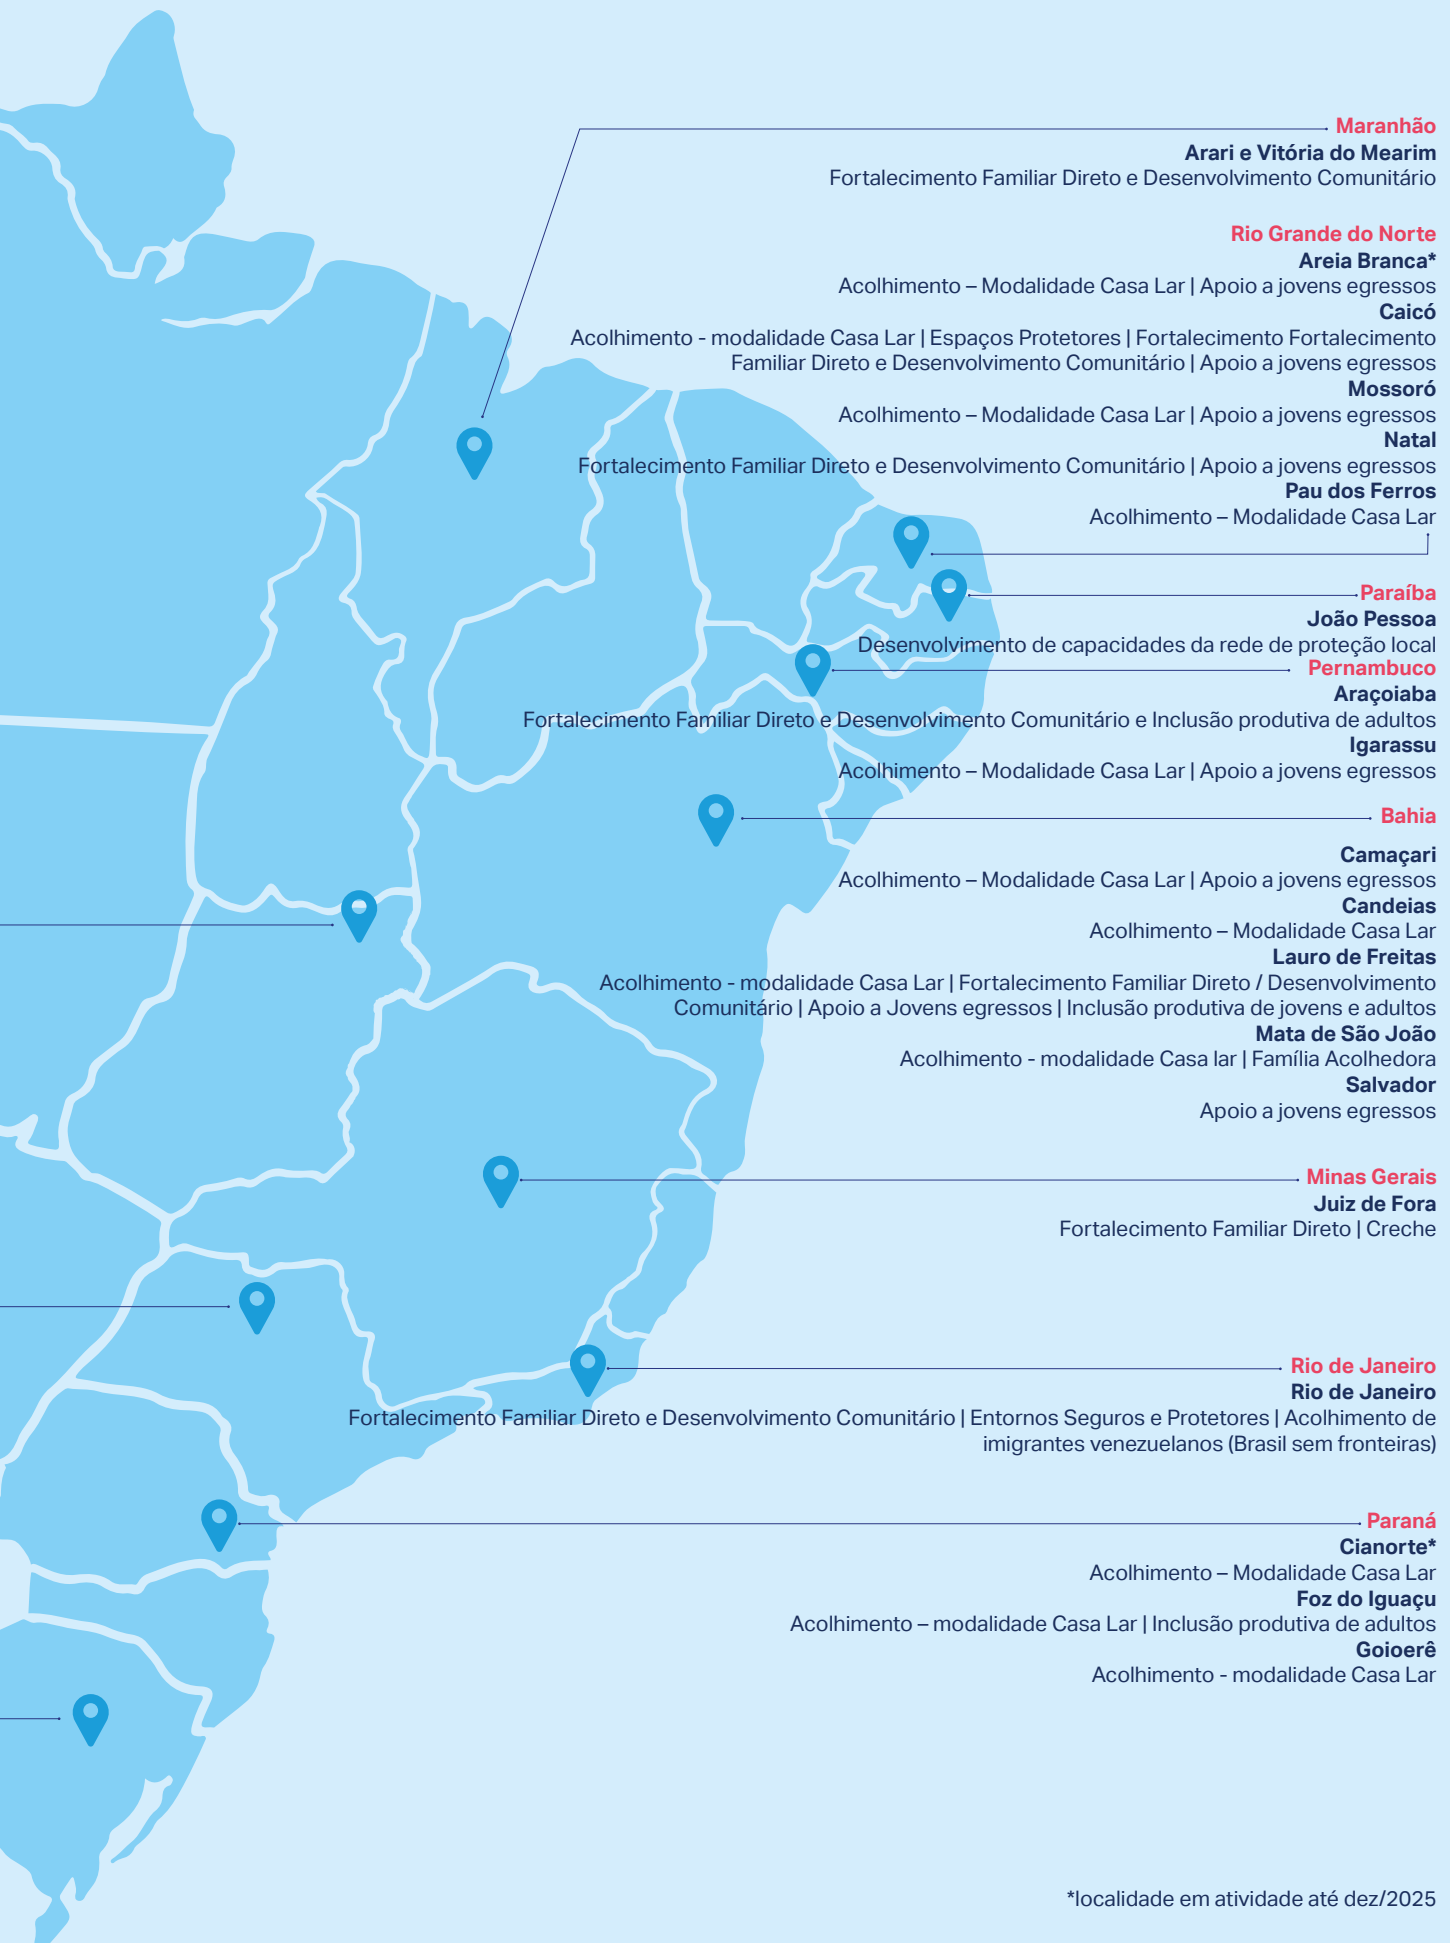 Maranhão
Arari e Vitória do Mearim
Fortalecimento Familiar Direto e Desenvolvimento Comunitário
Rio Grande do Norte
Areia Branca*
Acolhimento – Modalidade Casa Lar | Apoio a jovens egressos
Caicó
Acolhimento - modalidade Casa Lar | Espaços Protetores | Fortalecimento Fortalecimento
Familiar Direto e Desenvolvimento Comunitário | Apoio a jovens egressos
Mossoró
Acolhimento – Modalidade Casa Lar | Apoio a jovens egressos
Natal
Fortalecimento Familiar Direto e Desenvolvimento Comunitário | Apoio a jovens egressos
Pau dos Ferros
Acolhimento – Modalidade Casa Lar
Paraíba
João Pessoa
Desenvolvimento de capacidades da rede de proteção local
Pernambuco
Araçoiaba
Fortalecimento Familiar Direto e Desenvolvimento Comunitário e Inclusão produtiva de adultos
Igarassu
Acolhimento – Modalidade Casa Lar | Apoio a jovens egressos
Bahia
Camaçari
Acolhimento – Modalidade Casa Lar | Apoio a jovens egressos
Candeias
Acolhimento – Modalidade Casa Lar
Lauro de Freitas
Acolhimento - modalidade Casa Lar | Fortalecimento Familiar Direto / Desenvolvimento
Comunitário | Apoio a Jovens egressos | Inclusão produtiva de jovens e adultos
Mata de São João
Acolhimento - modalidade Casa lar | Família Acolhedora
Salvador
Apoio a jovens egressos
Minas Gerais
Juiz de Fora
Fortalecimento Familiar Direto | Creche
Rio de Janeiro
Rio de Janeiro
Fortalecimento Familiar Direto e Desenvolvimento Comunitário | Entornos Seguros e Protetores | Acolhimento de
imigrantes venezuelanos (Brasil sem fronteiras)
Paraná
Cianorte*
Acolhimento – Modalidade Casa Lar
Foz do Iguaçu
Acolhimento – modalidade Casa Lar | Inclusão produtiva de adultos
Goioerê
Acolhimento - modalidade Casa Lar
*localidade em atividade até dez/2025